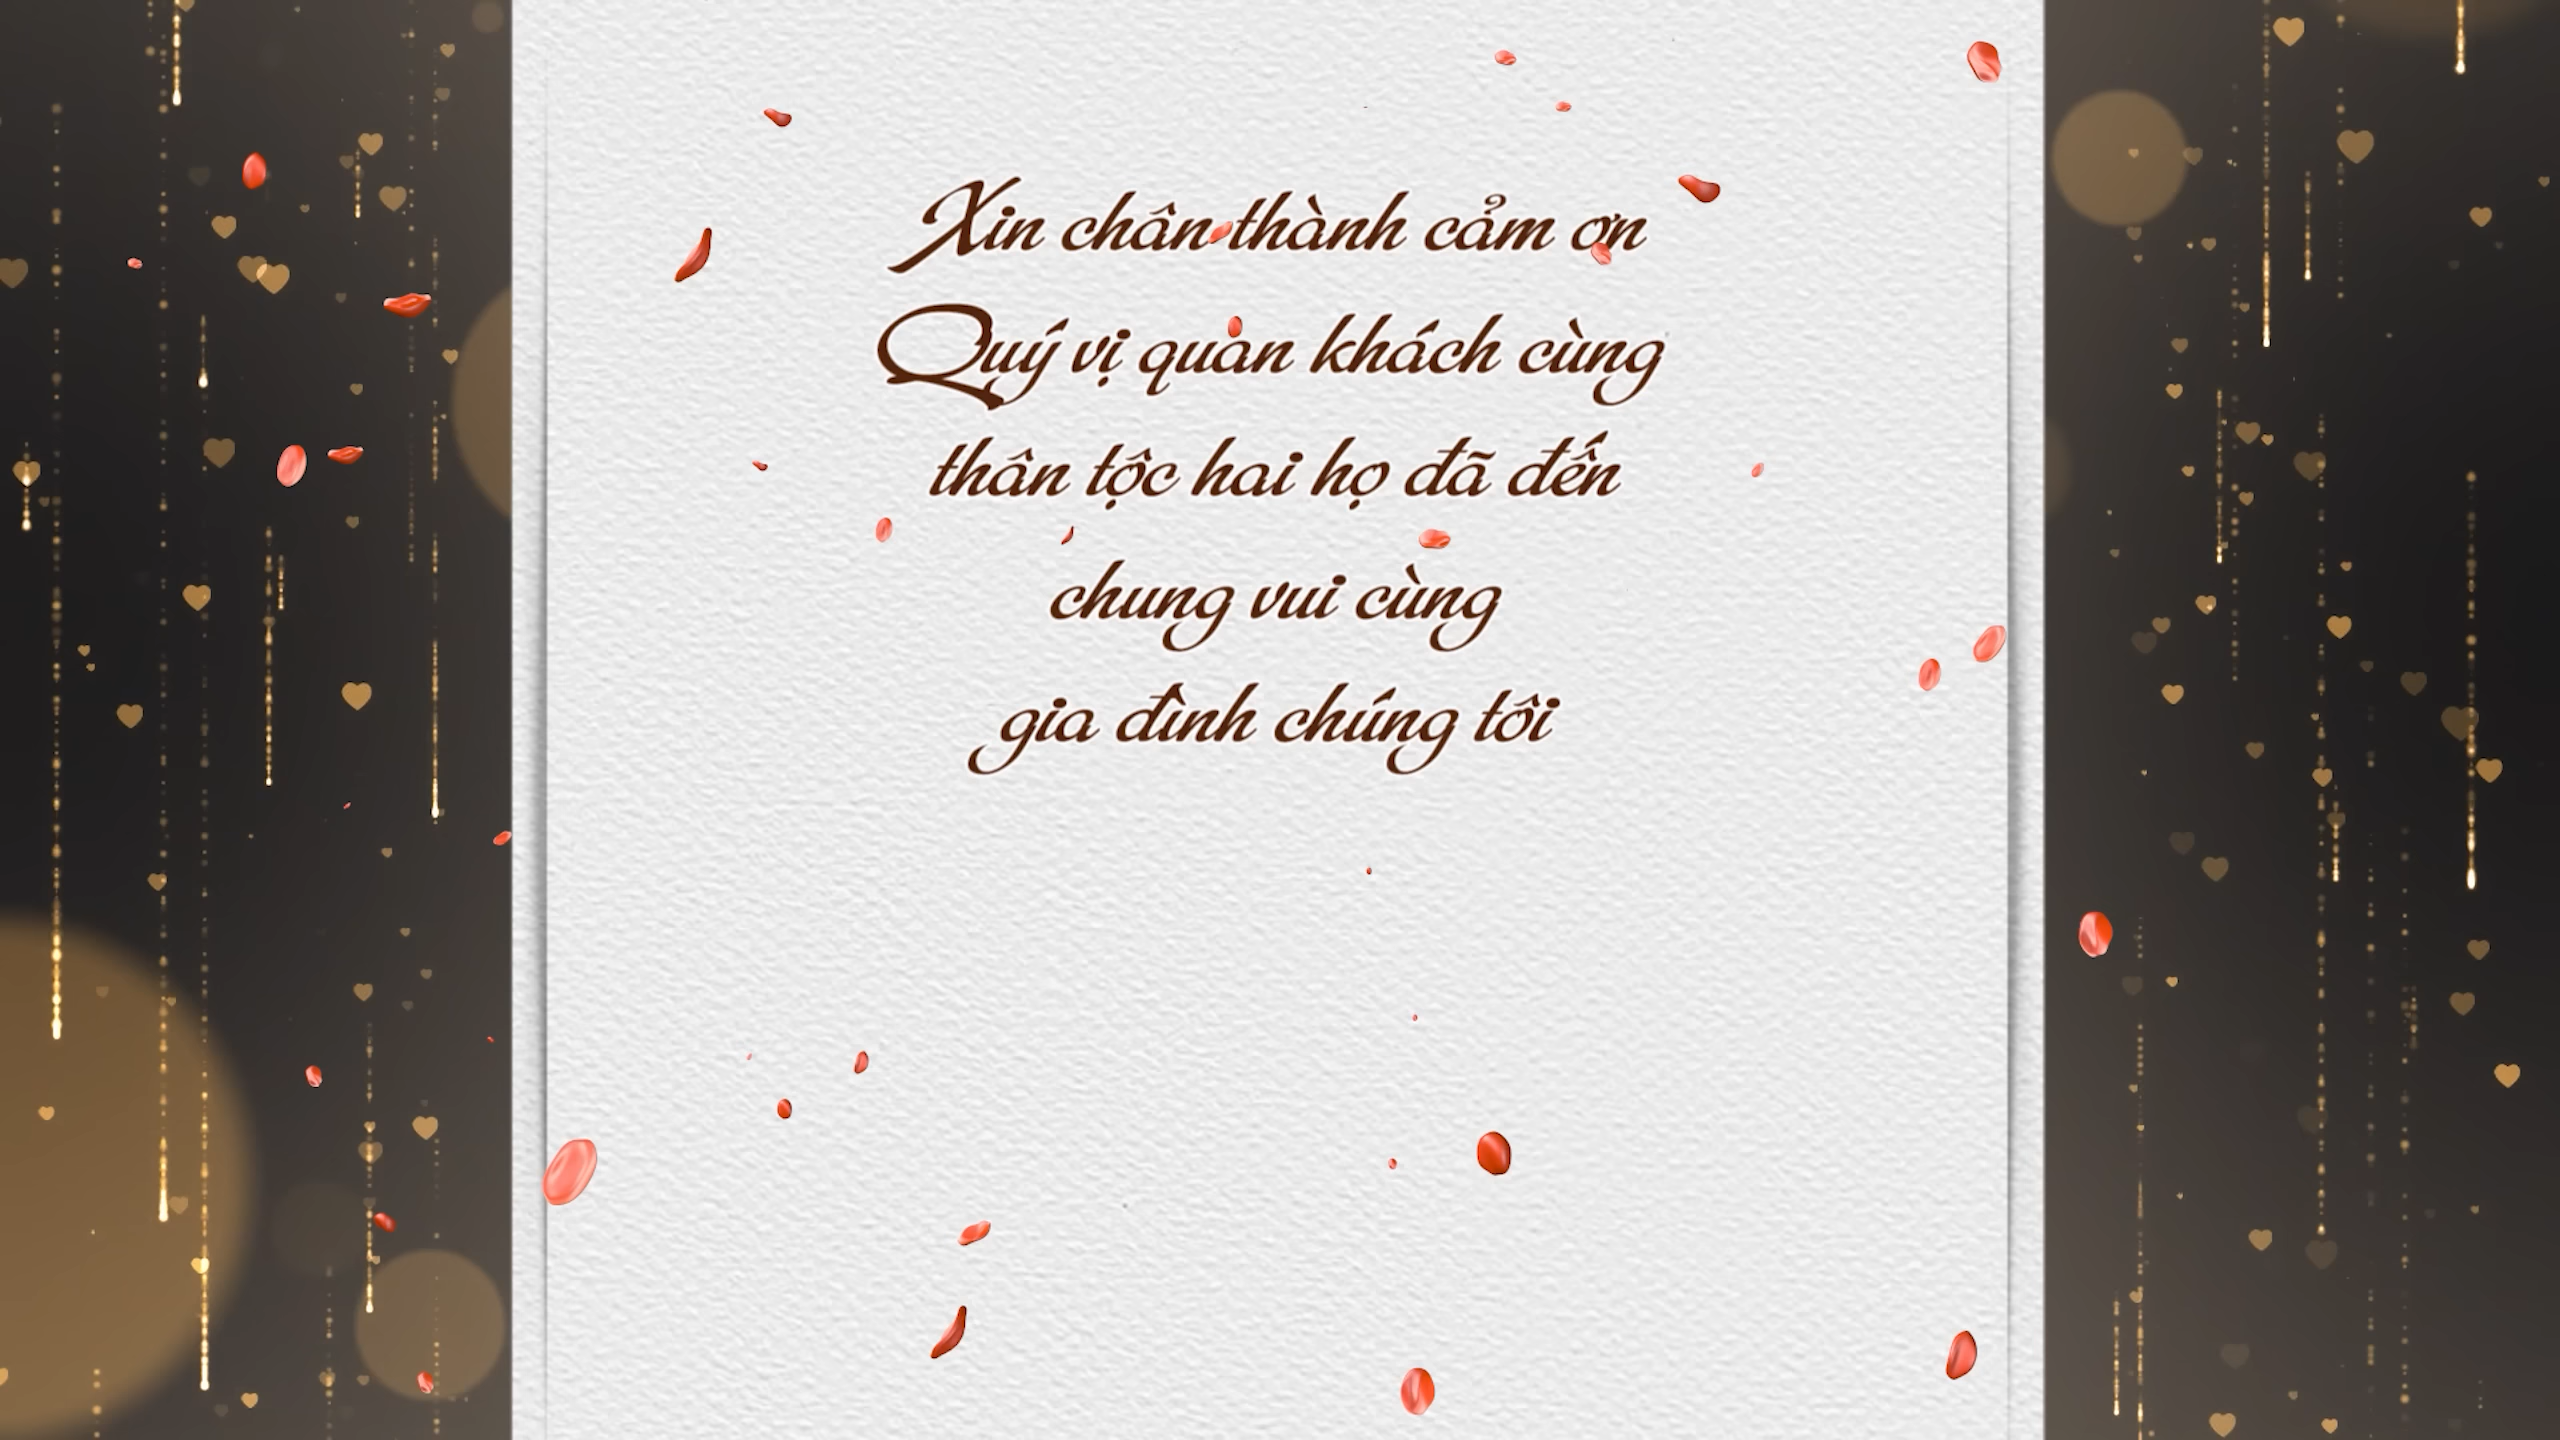 Xin chân thành cảm ơn
Quý vị quan khách cùng
thân tộc hai họ đã đến
chung vui cùng
gia đình chúng tôi